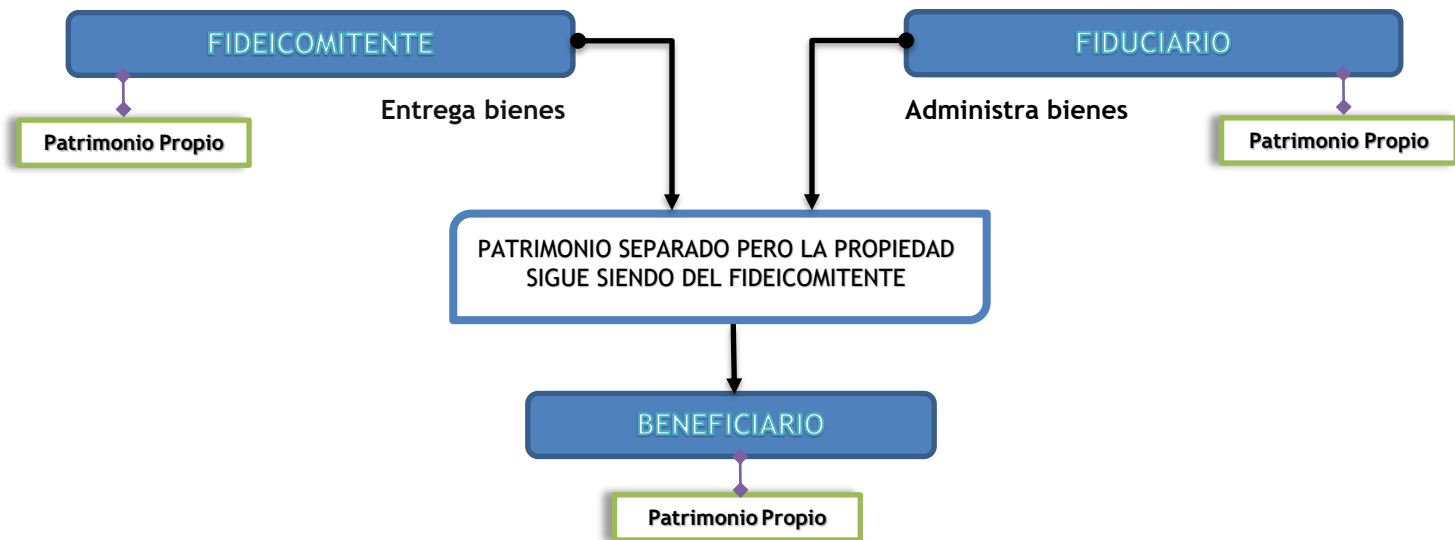 FIDEICOMITENTE
FIDUCIARIO
Entrega bienes
Administra bienes
Patrimonio Propio
Patrimonio Propio
PATRIMONIO SEPARADO PERO LA PROPIEDAD
SIGUE SIENDO DEL FIDEICOMITENTE
BENEFICIARIO
Patrimonio Propio